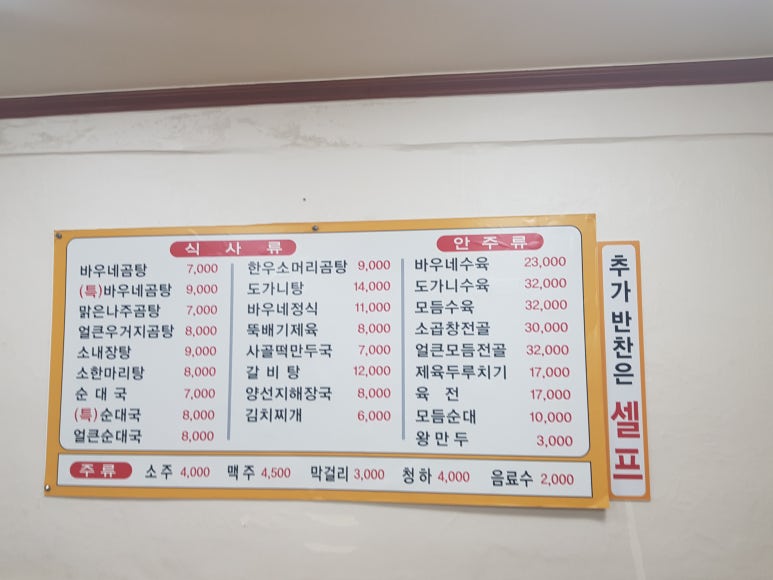 식 사 류
바우네곰탕 7,000
(특)바우네곰탕 9,000
맑은나주곰탕 7,000
얼큰우거지곰탕 8,000
소내장탕 9,000
소한마리탕 8,000
순 대 국 7,000
(특)순대국 8,000
얼큰순대국 8,000
한우소머리곰탕 9,000
도가니탕 14,000
바우네정식 11,000
뚝배기제육 8,000
사골떡만두국 7,000
갈 비 탕 12,000
양선지해장국 8,000
김치찌개 6,000
안 주 류
바우네수육 23,000
도가니수육 32,000
모듬수육 32,000
소곱창전골 30,000
얼큰모듬전골 32,000
제육두루치기 17,000
육 전 17,000
모듬순대 10,000
왕만두 3,000
주 류 소주 4,000 맥주 4,500 막걸리 3,000 청하 4,000 음료수 2,000
추가 반찬은 셀프